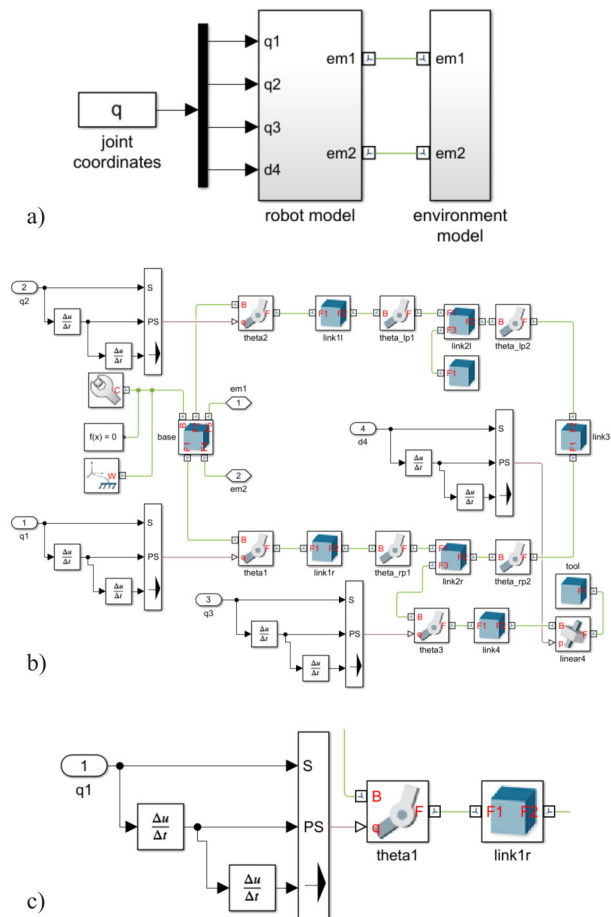 q
joint
coordinates
q1
q2
q3
d4
em1
em2
robot model
em1
em2
environment
model
a)
2
q2
Δu
Δt
Δu
Δt
S
PS
B
q
F
theta2
F1 F2
link1l
B F
theta_lp1
F1
F3
F2
link2l
B F
theta_lp2
F1
C
f(x) = 0
W
base
em1
1
2
em2
link3
4
d4
Δu
Δt
Δu
Δt
S
PS
1
q1
Δu
Δt
Δu
Δt
S
PS
B
q
F
theta1
F1 F2
link1r
B F
theta_rp1
F1
F3
F2
link2r
B F
theta_rp2
3
q3
Δu
Δt
Δu
Δt
S
PS
B
q
F
theta3
F1 F2
link4
tool
F1
B
p
F
linear4
b)
1
q1
Δu
Δt
Δu
Δt
S
PS
B
q
F
theta1
F1 F2
link1r
c)